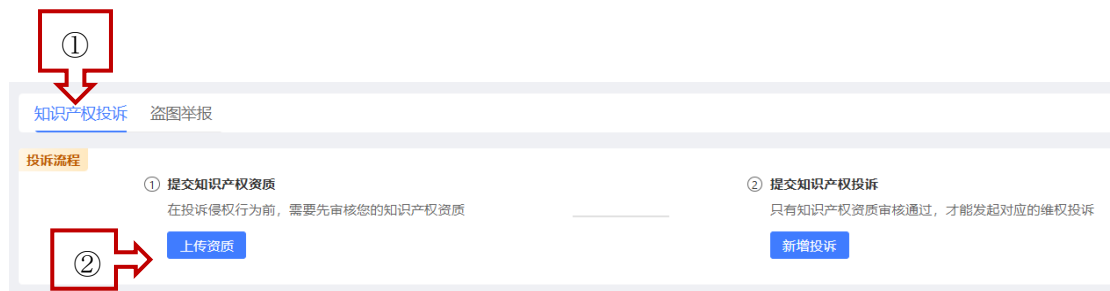 ①
知识产权投诉 盗图举报
投诉流程
① 提交知识产权资质
在投诉侵权行为前，需要先审核您的知识产权资质
上传资质
②
② 提交知识产权投诉
只有知识产权资质审核通过，才能发起对应的维权投诉
新增投诉